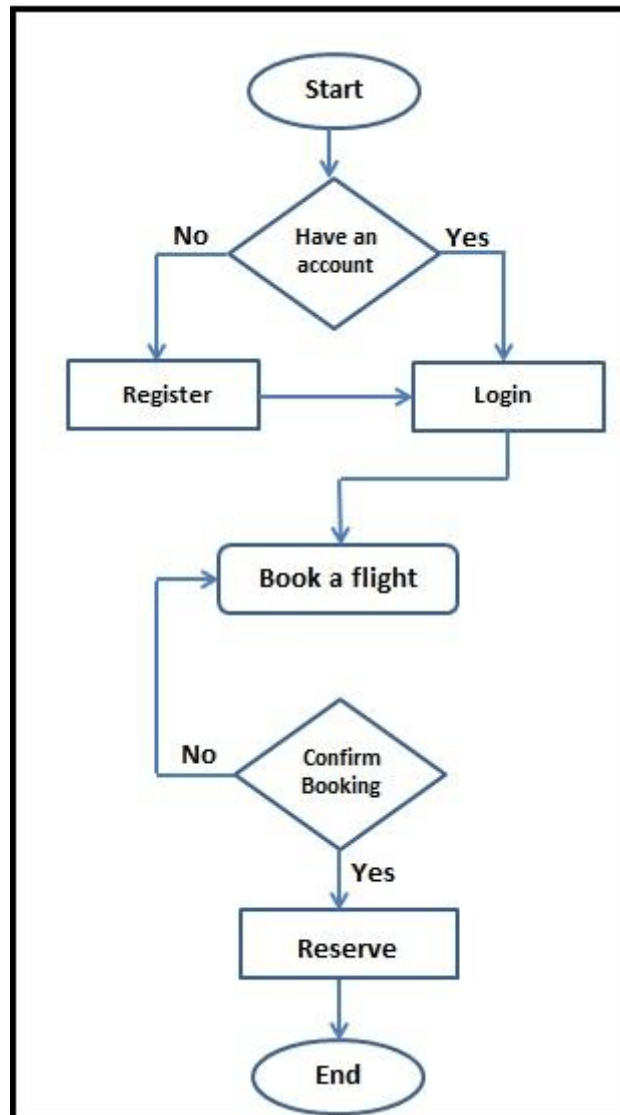 Start
No
Have an
account
Yes
Register
Login
Book a flight
No
Confirm
Booking
Yes
Reserve
End